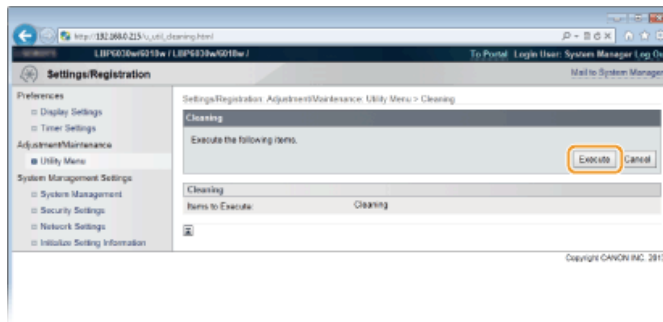 http://192.168.0.215/u_util_cleaning.html
LBP6030w/6018w / LBP6030w/6018w /
To Portal Login User: System Manager Log Ou
Settings/Registration
Mail to System Manager
Preferences
Display Settings
Timer Settings
Adjustment/Maintenance
Utility Menu
System Management Settings
System Management
Security Settings
Network Settings
Initialize Setting Information
Settings/Registration: Adjustment/Maintenance: Utility Menu > Cleaning
Cleaning
Execute the following items.
Execute
Cancel
Cleaning
Items to Execute:
Cleaning
Copyright CANON INC. 201